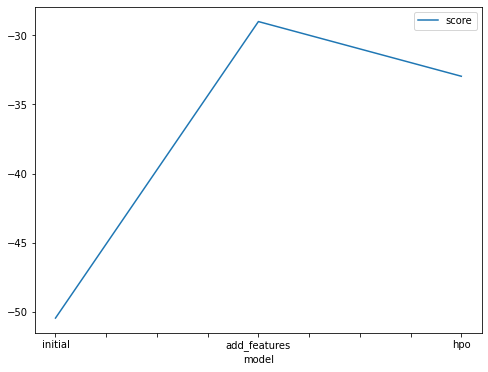 score
−30
−35
−40
−45
−50
initial
add_features
hpo
model